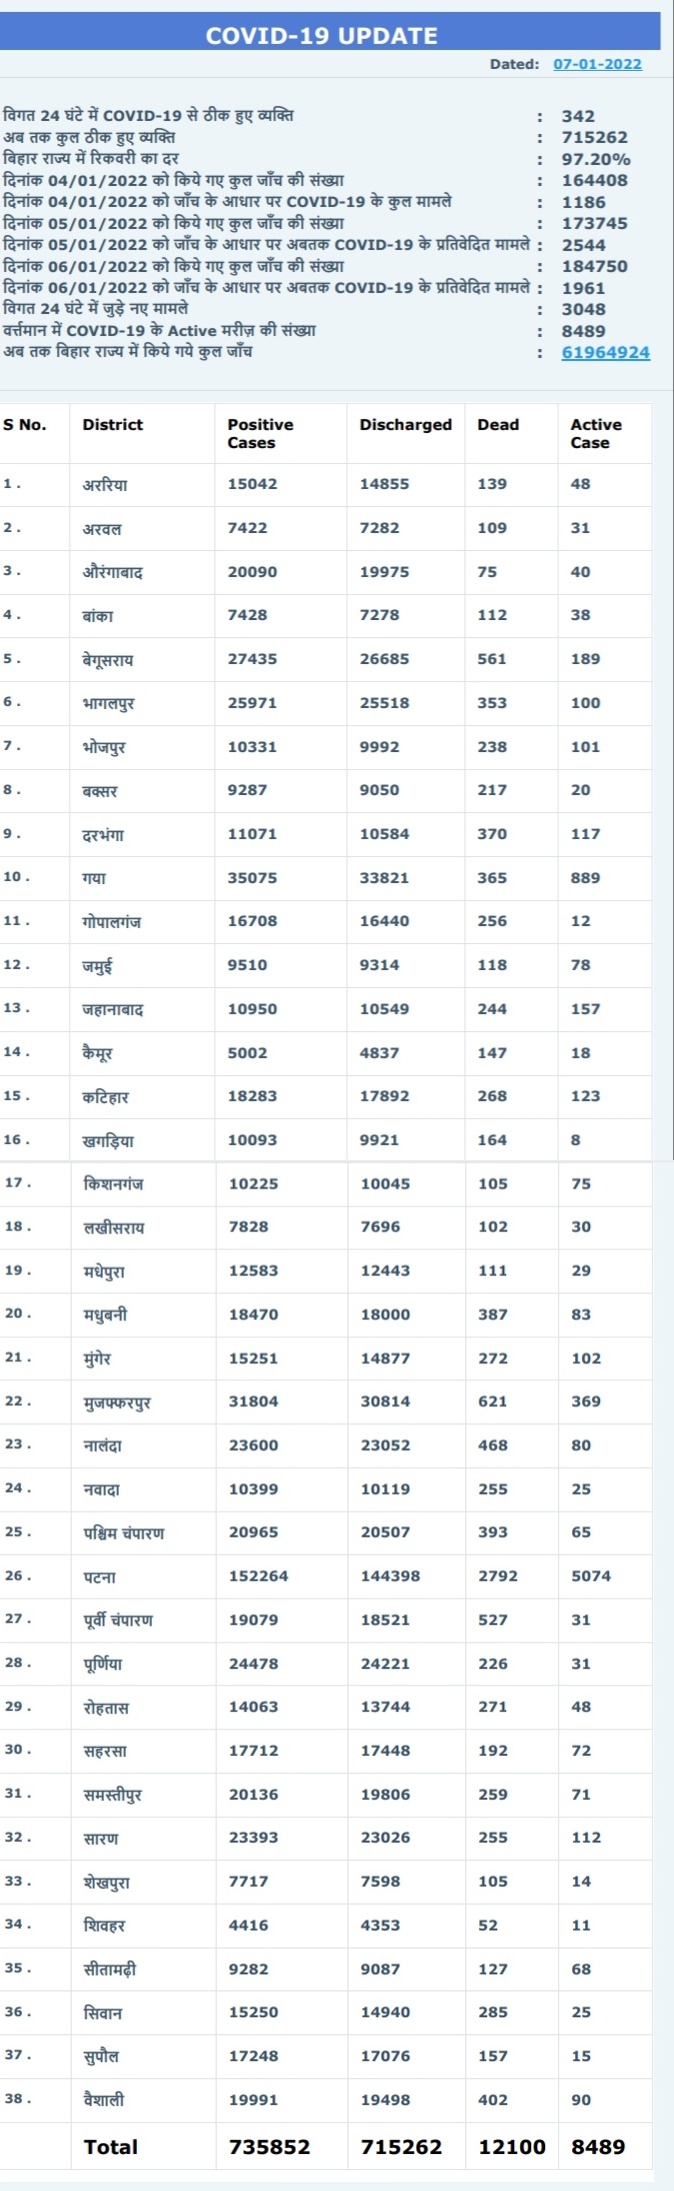 COVID-19 UPDATE
Dated: 07-01-2022
विगत 24 घंटे में COVID-19 से ठीक हुए व्यक्ति : 342
अब तक कुल ठीक हुए व्यक्ति : 715262
बिहार राज्य में रिकवरी का दर : 97.20%
दिनांक 04/01/2022 को किये गए कुल जाँच की संख्या : 164408
दिनांक 04/01/2022 को जाँच के आधार पर COVID-19 के कुल मामले : 1186
दिनांक 05/01/2022 को किये गए कुल जाँच की संख्या : 173745
दिनांक 05/01/2022 को जाँच के आधार पर अबतक COVID-19 के प्रतिवेदित मामले : 2544
दिनांक 06/01/2022 को किये गए कुल जाँच की संख्या : 184750
दिनांक 06/01/2022 को जाँच के आधार पर अबतक COVID-19 के प्रतिवेदित मामले : 1961
विगत 24 घंटे में जुड़े नए मामले : 3048
वर्त्तमान में COVID-19 के Active मरीज़ की संख्या : 8489
अब तक बिहार राज्य में किये गये कुल जाँच : 61964924
S No. District Positive Cases Discharged Dead Active Case
1 . अररिया 15042 14855 139 48
2 . अरवल 7422 7282 109 31
3 . औरंगाबाद 20090 19975 75 40
4 . बांका 7428 7278 112 38
5 . बेगूसराय 27435 26685 561 189
6 . भागलपुर 25971 25518 353 100
7 . भोजपुर 10331 9992 238 101
8 . बक्सर 9287 9050 217 20
9 . दरभंगा 11071 10584 370 117
10 . गया 35075 33821 365 889
11 . गोपालगंज 16708 16440 256 12
12 . जमुई 9510 9314 118 78
13 . जहानाबाद 10950 10549 244 157
14 . कैमूर 5002 4837 147 18
15 . कटिहार 18283 17892 268 123
16 . खगड़िया 10093 9921 164 8
17 . किशनगंज 10225 10045 105 75
18 . लखीसराय 7828 7696 102 30
19 . मधेपुरा 12583 12443 111 29
20 . मधुबनी 18470 18000 387 83
21 . मुंगेर 15251 14877 272 102
22 . मुजफ्फरपुर 31804 30814 621 369
23 . नालंदा 23600 23052 468 80
24 . नवादा 10399 10119 255 25
25 . पश्चिम चंपारण 20965 20507 393 65
26 . पटना 152264 144398 2792 5074
27 . पूर्वी चंपारण 19079 18521 527 31
28 . पूर्णिया 24478 24221 226 31
29 . रोहतास 14063 13744 271 48
30 . सहरसा 17712 17448 192 72
31 . समस्तीपुर 20136 19806 259 71
32 . सारण 23393 23026 255 112
33 . शेखपुरा 7717 7598 105 14
34 . शिवहर 4416 4353 52 11
35 . सीतामढ़ी 9282 9087 127 68
36 . सिवान 15250 14940 285 25
37 . सुपौल 17248 17076 157 15
38 . वैशाली 19991 19498 402 90
Total 735852 715262 12100 8489